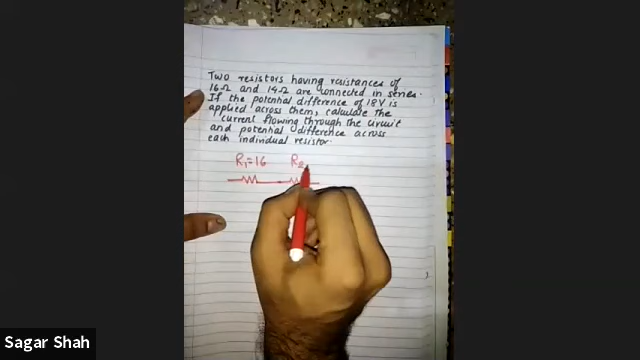 Two resistors having resistances of
16Ω and 14Ω are connected in series.
If the potential difference of 18V is
applied across them, calculate the
current flowing through the circuit
and potential difference across
each individual resistor.
R₁=16 R₂
Sagar Shah